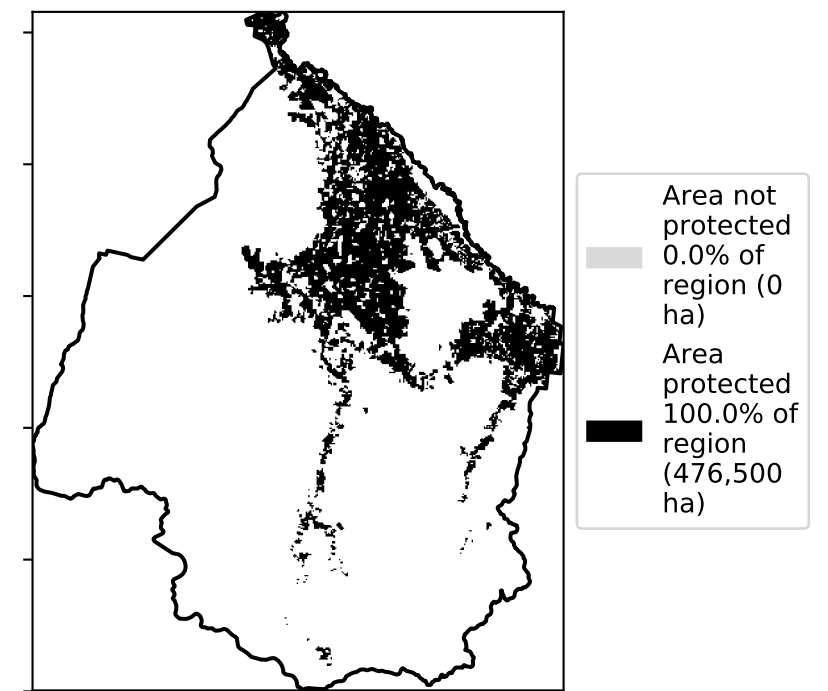 Area not
protected
0.0% of
region (0
ha)
Area
protected
100.0% of
region
(476,500
ha)